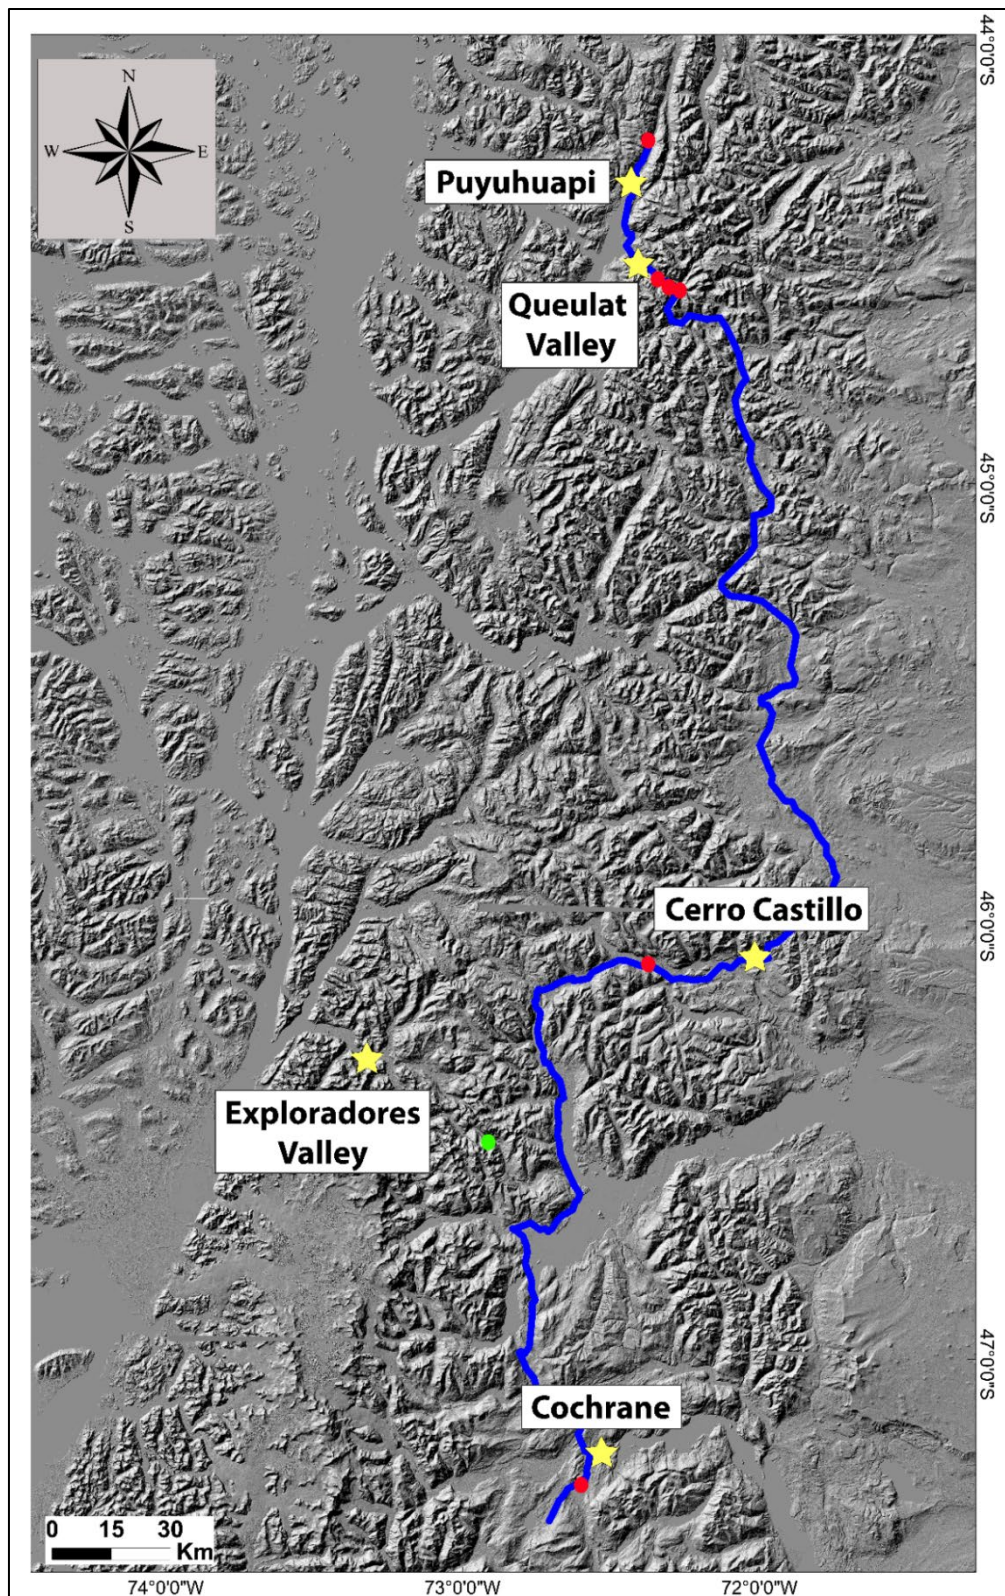 44°0'0"S
N
W
E
S
Puyuhuapi
Queulat
Valley
45°0'0"S
Cerro Castillo
46°0'0"S
Exploradores
Valley
47°0'0"S
Cochrane
0 15 30
Km
74°0'0"W 73°0'0"W 72°0'0"W